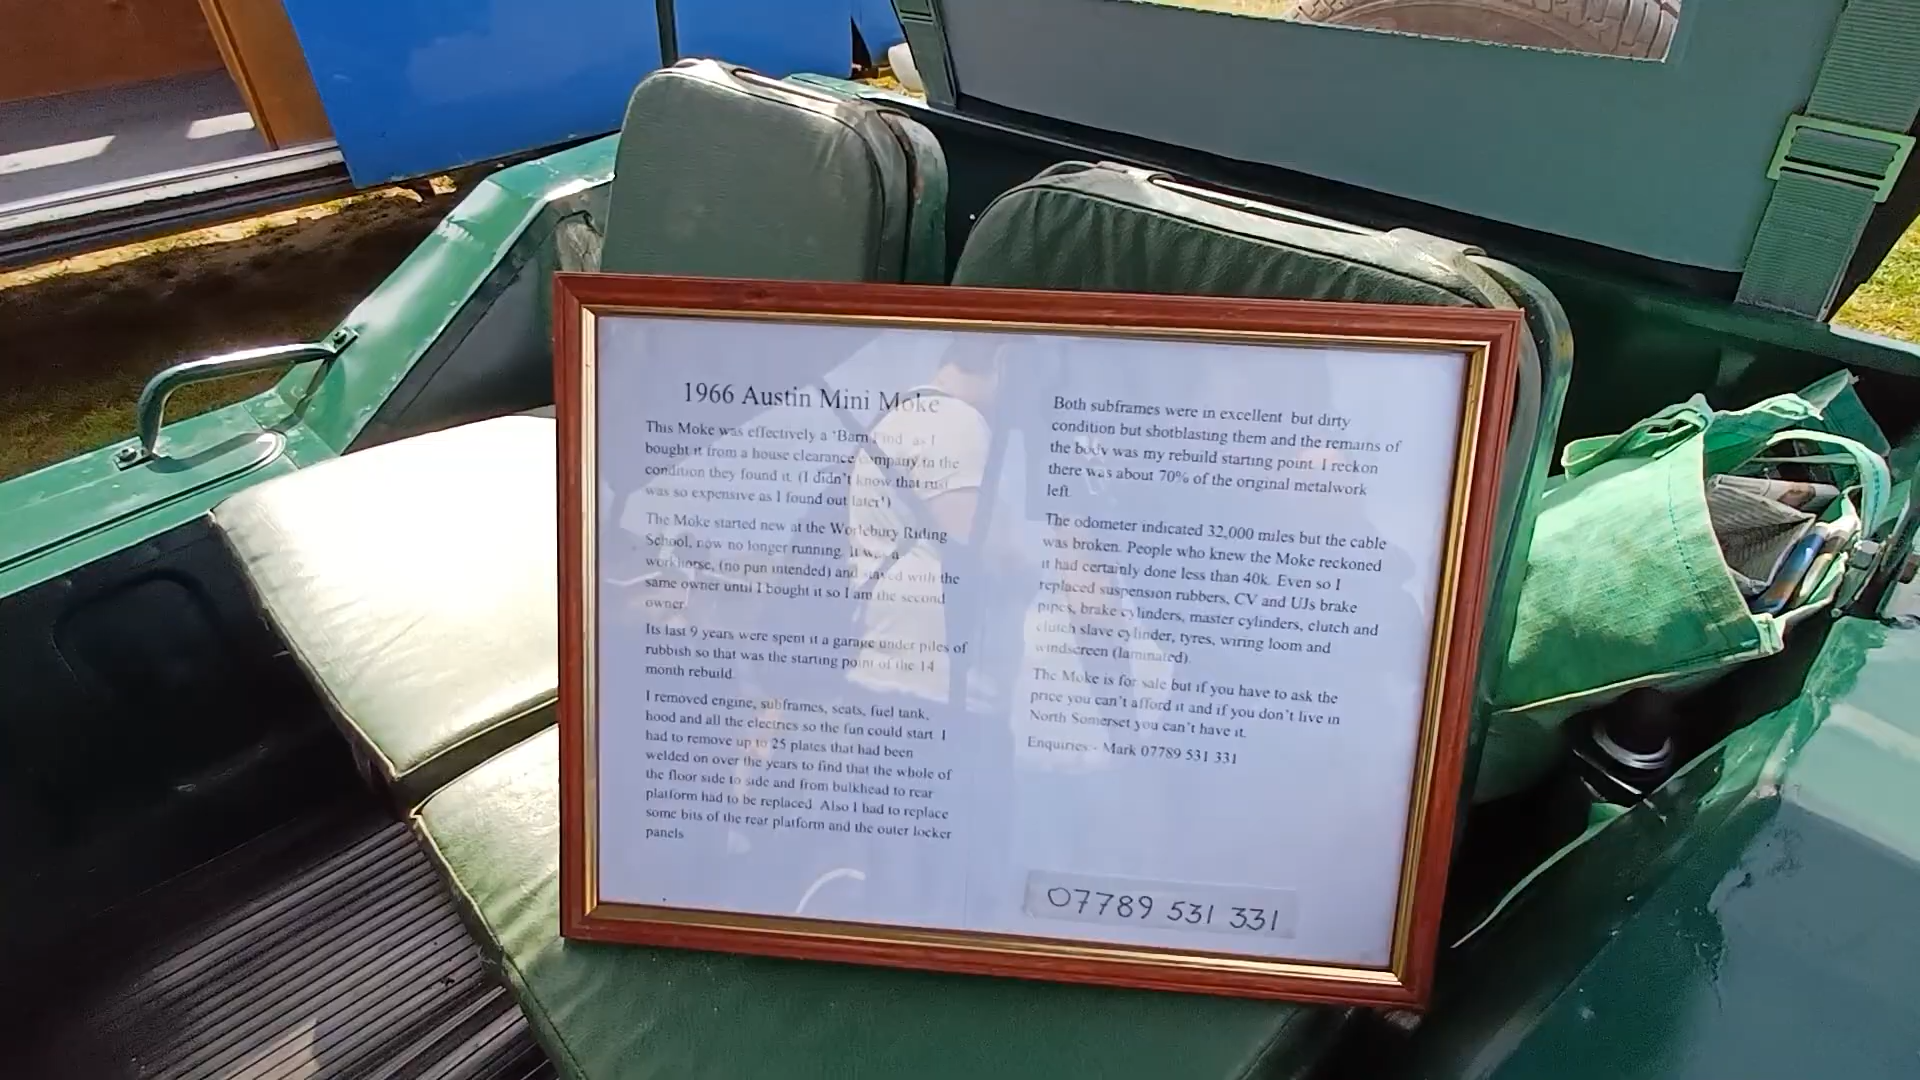 1966 Austin Mini Moke
This Moke was effectively a 'Barn Find as I
bought it from a house clearance company in the
condition they found it. (I didn't know that rust
was so expensive as I found out later!)
The Moke started new at the Worlebury Riding
School, now no longer running. It was a
workhorse, (no pun intended) and stayed with the
same owner until I bought it so I am the second
owner.
Its last 9 years were spent it a garage under piles of
rubbish so that was the starting point of the 14
month rebuild.
I removed engine, subframes, seats, fuel tank,
hood and all the electrics so the fun could start. I
had to remove up to 25 plates that had been
welded on over the years to find that the whole of
the floor side to side and from bulkhead to rear
platform had to be replaced. Also I had to replace
some bits of the rear platform and the outer locker
panels.
Both subframes were in excellent but dirty
condition but shotblasting them and the remains of
the body was my rebuild starting point. I reckon
there was about 70% of the original metalwork
left.
The odometer indicated 32,000 miles but the cable
was broken. People who knew the Moke reckoned
it had certainly done less than 40k. Even so I
replaced suspension rubbers, CV and UJs brake
pipes, brake cylinders, master cylinders, clutch and
clutch slave cylinder, tyres, wiring loom and
windscreen (laminated).
The Moke is for sale but if you have to ask the
price you can't afford it and if you don't live in
North Somerset you can't have it.
Enquiries - Mark 07789 531 331
07789 531 331